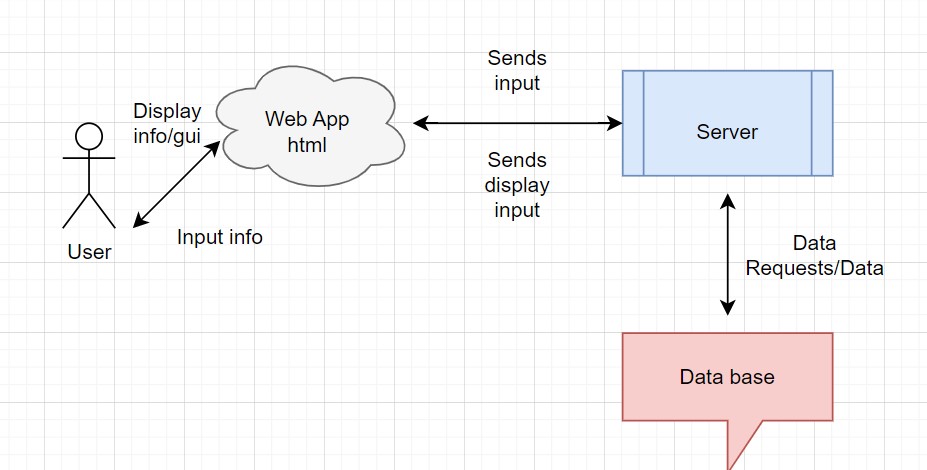 Display
info/gui
User
Input info
Web App
html
Sends
input
Sends
display
input
Server
Data
Requests/Data
Data base